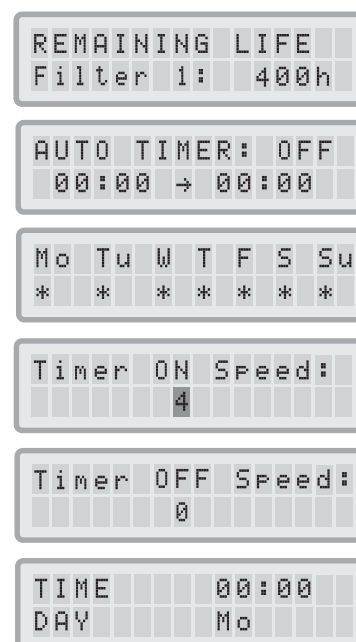 REMAINING LIFE
Filter 1: 400h
AUTO TIMER: OFF
00:00 → 00:00
Mo Tu W T F S Su
* * * * * * *
Timer ON Speed:
4
Timer OFF Speed:
0
TIME 00:00
DAY Mo